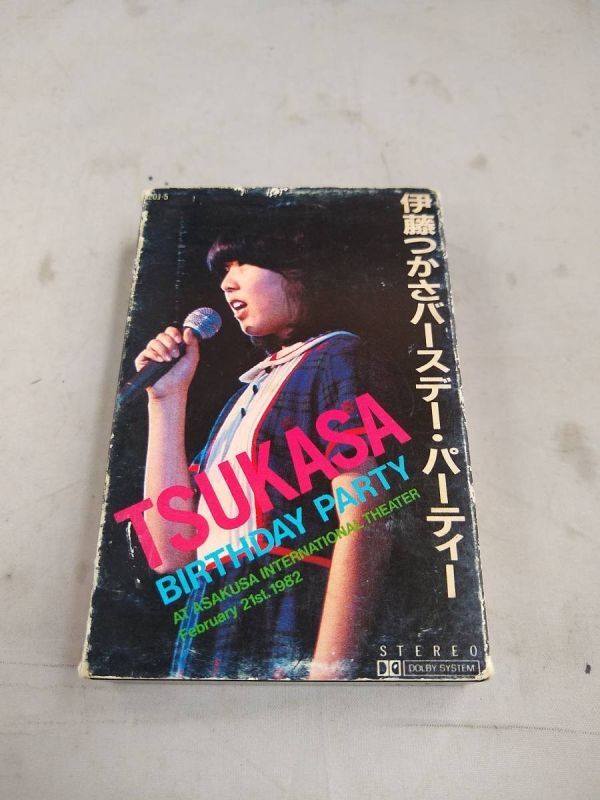 伊藤つかさバースデー・パーティー
TSUKASA
BIRTHDAY PARTY
AT ASAKUSA INTERNATIONAL THEATER
February 21st. 1982
STEREO
DOLBY SYSTEM